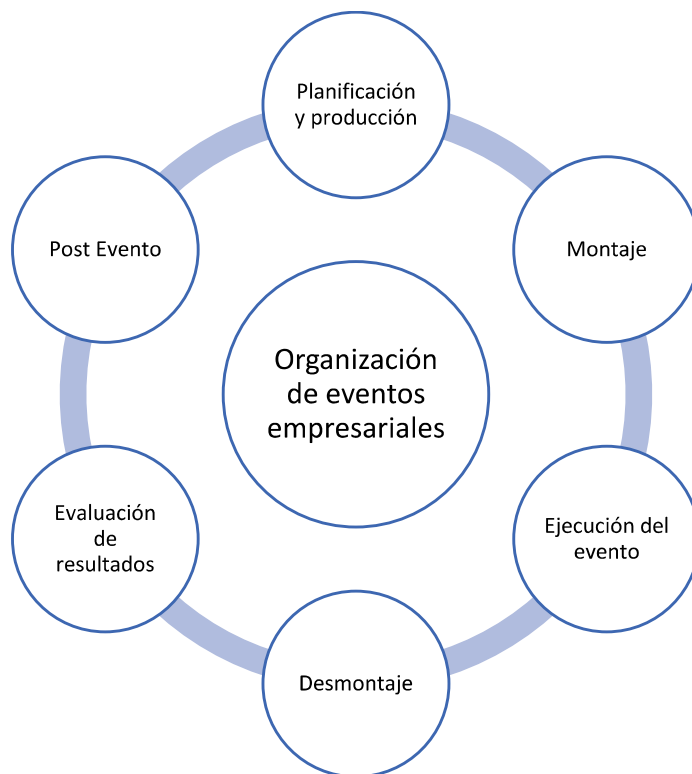 Planificación
y producción
Montaje
Ejecución del
evento
Desmontaje
Evaluación
de
resultados
Post Evento
Organización
de eventos
empresariales